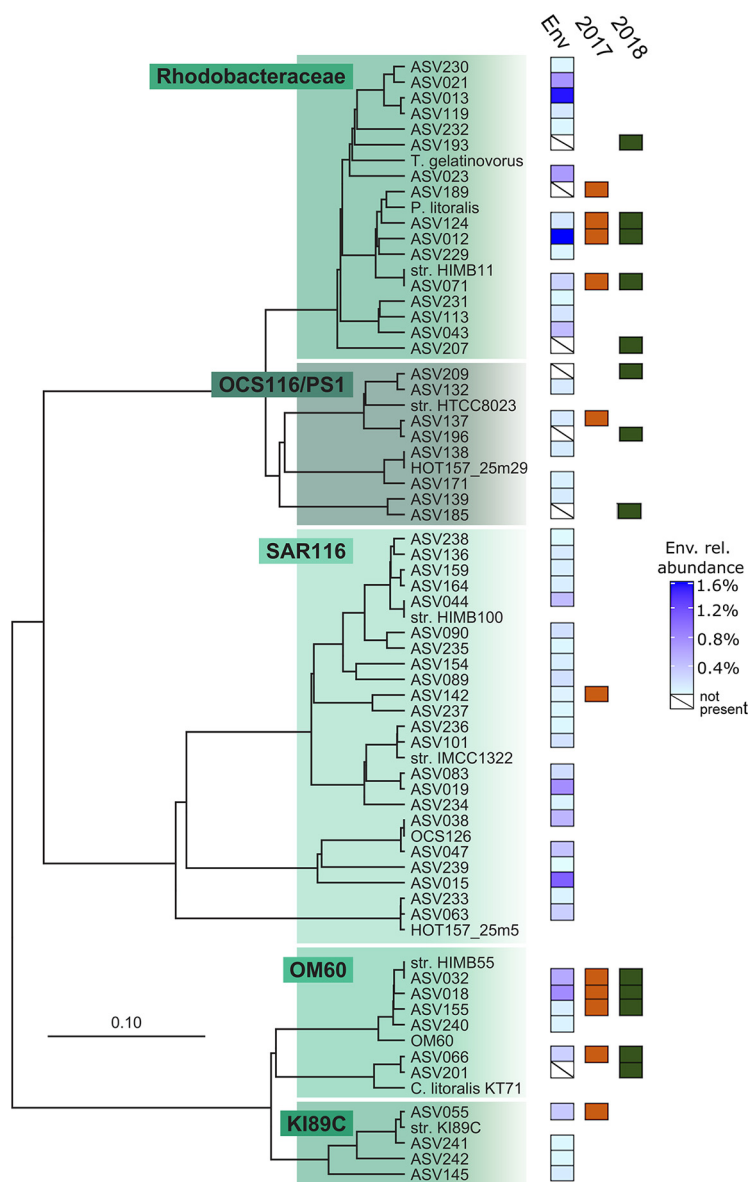 Env 2017 2018
Rhodobacteraceae
ASV230
ASV021
ASV013
ASV119
ASV232
ASV193
T. gelatinovorus
ASV023
ASV189
P. litoralis
ASV124
ASV012
ASV229
str. HIMB11
ASV071
ASV231
ASV113
ASV043
ASV207
OCS116/PS1
ASV209
ASV132
str. HTCC8023
ASV137
ASV196
ASV138
HOT157_25m29
ASV171
ASV139
ASV185
SAR116
ASV238
ASV136
ASV159
ASV164
ASV044
str. HIMB100
ASV090
ASV235
ASV154
ASV089
ASV142
ASV237
ASV236
ASV101
str. IMCC1322
ASV083
ASV019
ASV234
ASV038
OCS126
ASV047
ASV239
ASV015
ASV233
ASV063
HOT157_25m5
OM60
str. HIMB55
ASV032
ASV018
ASV155
ASV240
OM60
ASV066
ASV201
C. litoralis KT71
KI89C
ASV055
str. KI89C
ASV241
ASV242
ASV145
0.10
Env. rel.
abundance
1.6%
1.2%
0.8%
0.4%
not
present